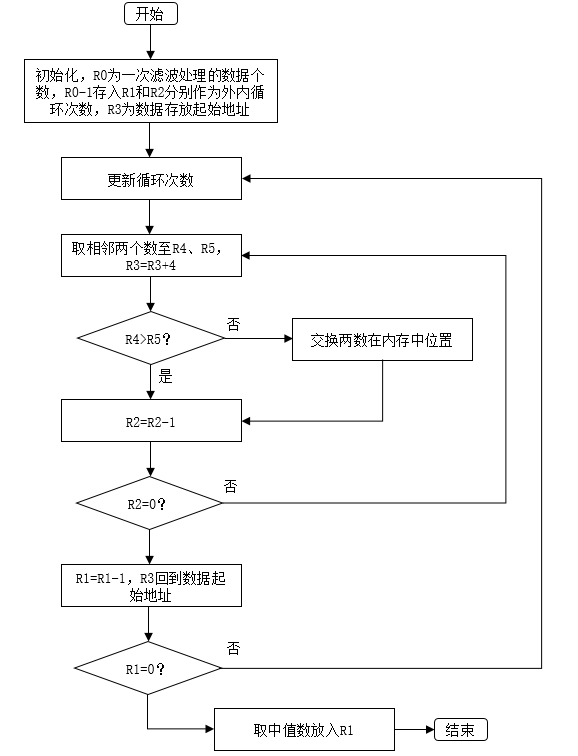 开始
初始化，R0为一次滤波处理的数据个
数，R0-1存入R1和R2分别作为外内循
环次数，R3为数据存放起始地址
更新循环次数
取相邻两个数至R4、R5，
R3=R3+4
R4>R5？
否
交换两数在内存中位置
是
R2=R2-1
R2=0？
否
R1=R1-1，R3回到数据起
始地址
R1=0？
否
取中值数放入R1
结束